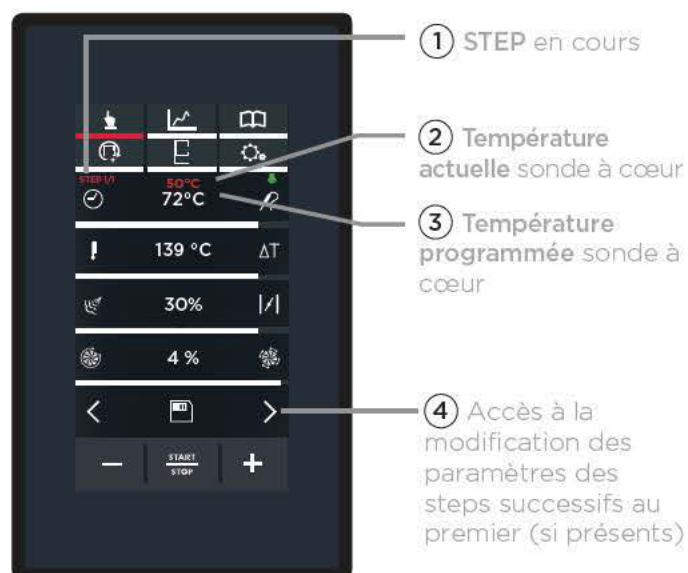 1 STEP en cours
2 Température
actuelle sonde à cœur
3 Température
programmée sonde à
cœur
4 Accès à la
modification des
paramètres des
steps successifs au
premier (si présents)
STEP 1/1
50°C
72°C
139 °C ΔT
30%
4 %
< >
— START +
STOP